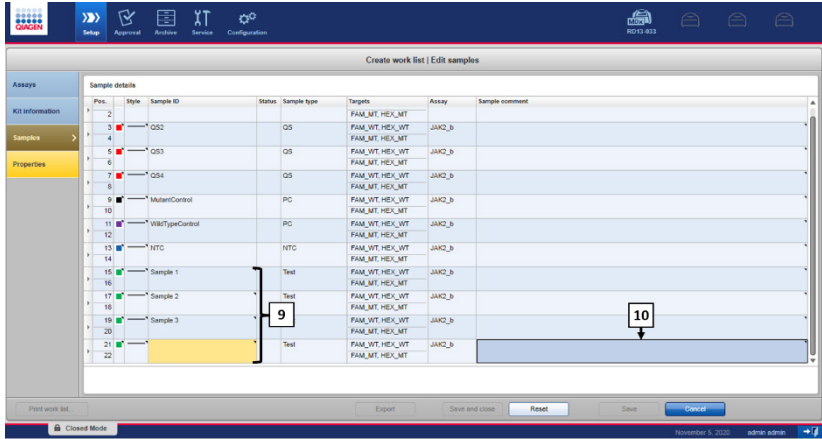 QIAGEN
Setup Approval Archive Service Configuration
MDx
RD13-933
Create work list | Edit samples
Assays
Kit information
Samples
Properties
Sample details
Pos. Style Sample ID Status Sample type Targets Assay Sample comment
2 FAM_MT, HEX_MT
3 QS2 QS FAM_WT, HEX_WT JAK2_b
4 FAM_MT, HEX_MT
5 QS3 QS FAM_WT, HEX_WT JAK2_b
6 FAM_MT, HEX_MT
7 QS4 QS FAM_WT, HEX_WT JAK2_b
8 FAM_MT, HEX_MT
9 MutantControl PC FAM_WT, HEX_WT JAK2_b
10 FAM_MT, HEX_MT
11 WildTypeControl PC FAM_WT, HEX_WT JAK2_b
12 FAM_MT, HEX_MT
13 NTC NTC FAM_WT, HEX_WT JAK2_b
14 FAM_MT, HEX_MT
15 Sample 1 Test FAM_WT, HEX_WT JAK2_b
16 FAM_MT, HEX_MT
17 Sample 2 Test FAM_WT, HEX_WT JAK2_b
18 FAM_MT, HEX_MT
9
10
19 Sample 3 Test FAM_WT, HEX_WT JAK2_b
20 FAM_MT, HEX_MT
21 Test FAM_WT, HEX_WT JAK2_b
22 FAM_MT, HEX_MT
Print work list... Export Save and close Reset Save Cancel
Closed Mode
November 5, 2020 admin admin